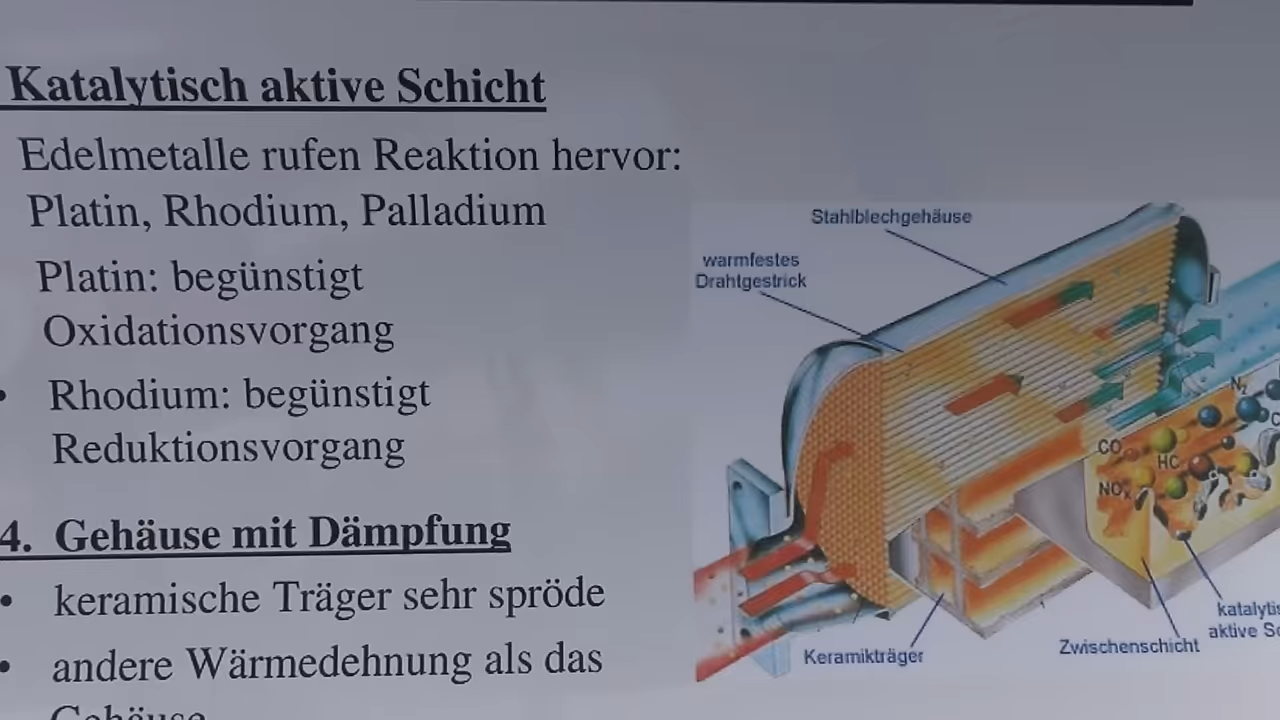 Katalytisch aktive Schicht
Edelmetalle rufen Reaktion hervor:
Platin, Rhodium, Palladium
Platin: begünstigt
Oxidationsvorgang
• Rhodium: begünstigt
Reduktionsvorgang
4. Gehäuse mit Dämpfung
• keramische Träger sehr spröde
• andere Wärmedehnung als das
Gehäuse
Stahlblechgehäuse
warmfestes
Drahtgestrick
N₂
CO
HC
NOₓ
aktive
Zwischenschicht
Keramikträger